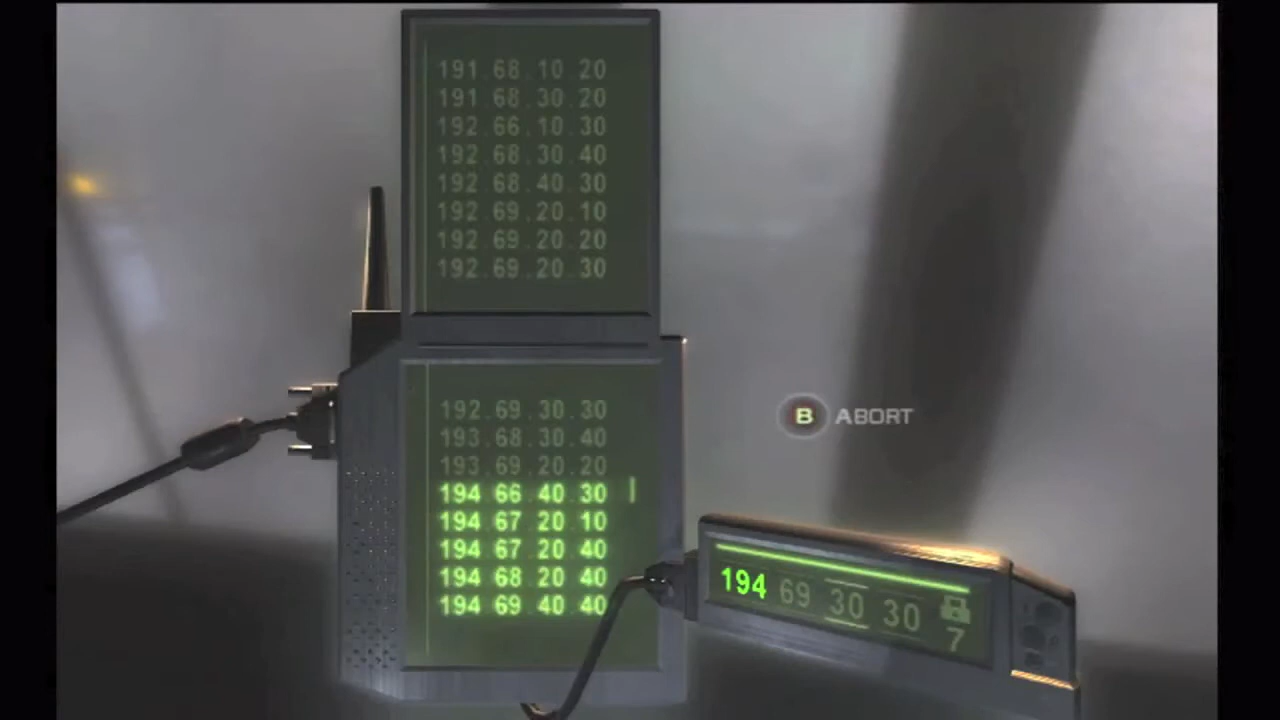 191.68.10.20
191.68.30.20
192.66.10.30
192.68.30.40
192.68.40.30
192.69.20.10
192.69.20.20
192.69.20.30
192.69.30.30
193.68.30.40
193.69.20.20
194 66 40 30
194 67 20 10
194 67 20 40
194 68 20 40
194 69 40 40
B ABORT
194 69 30 30
7